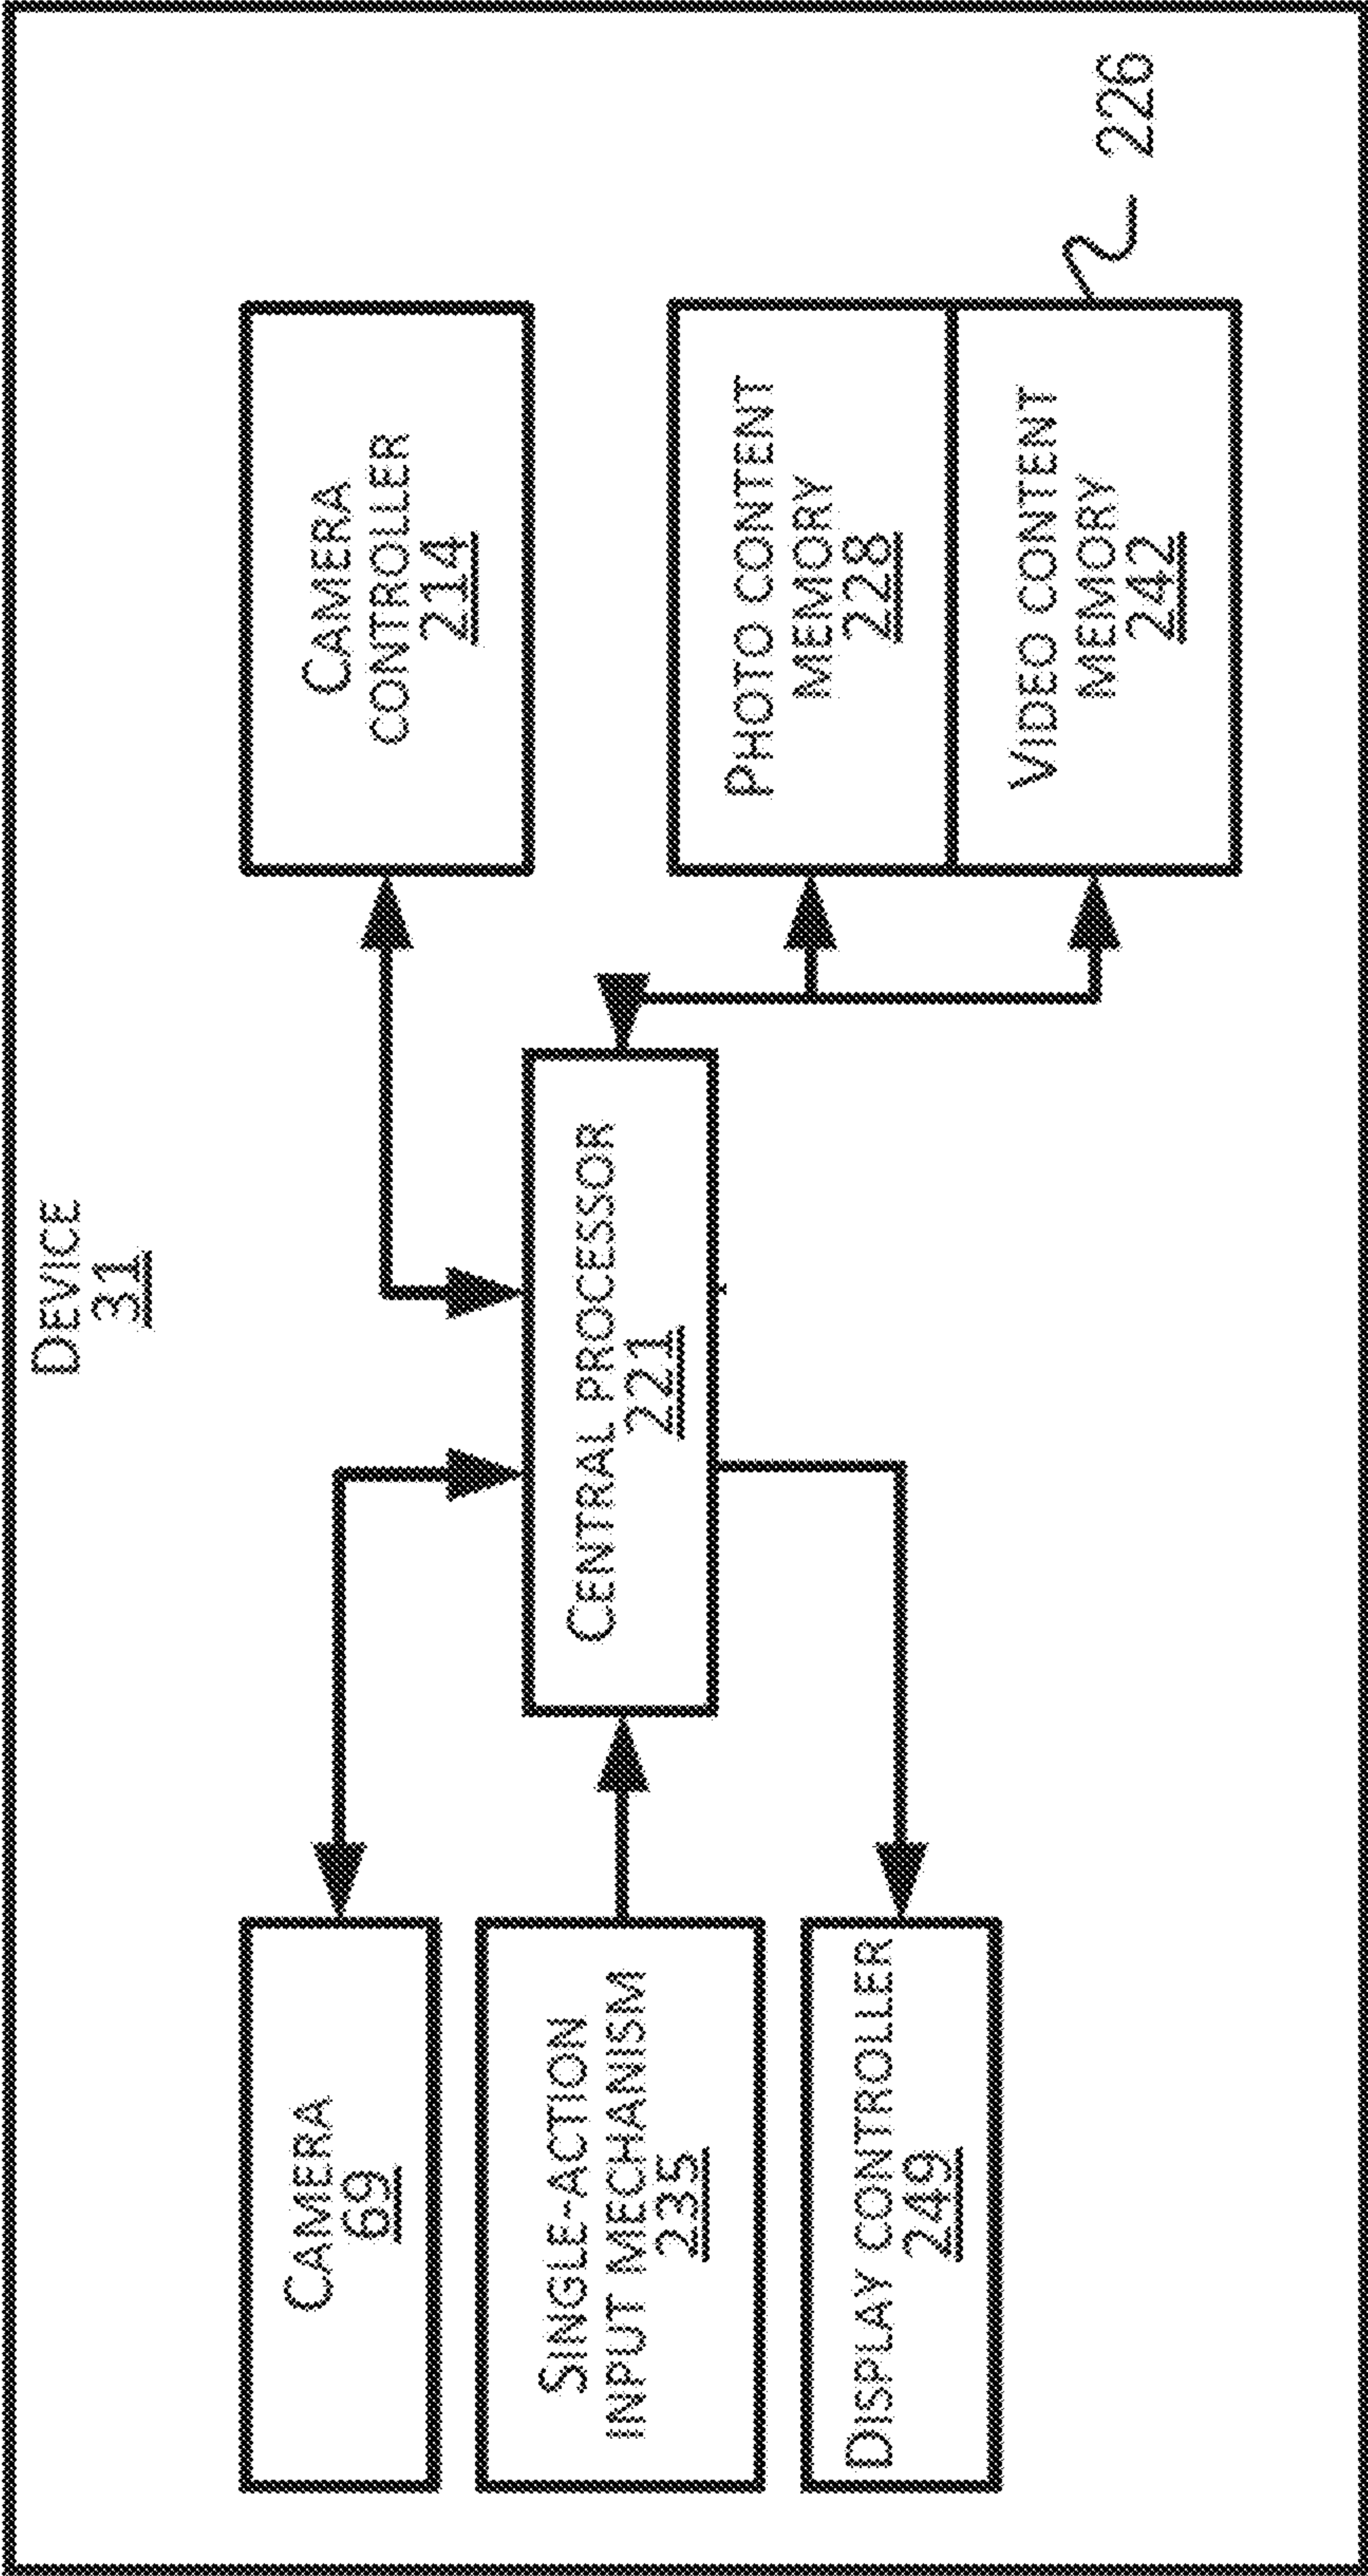 DEVICE
31
CAMERA
69
SINGLE-ACTION
INPUT MECHANISM
235
DISPLAY CONTROLLER
249
CENTRAL PROCESSOR
221
CAMERA
CONTROLLER
214
PHOTO CONTENT
MEMORY
228
VIDEO CONTENT
MEMORY
242
226